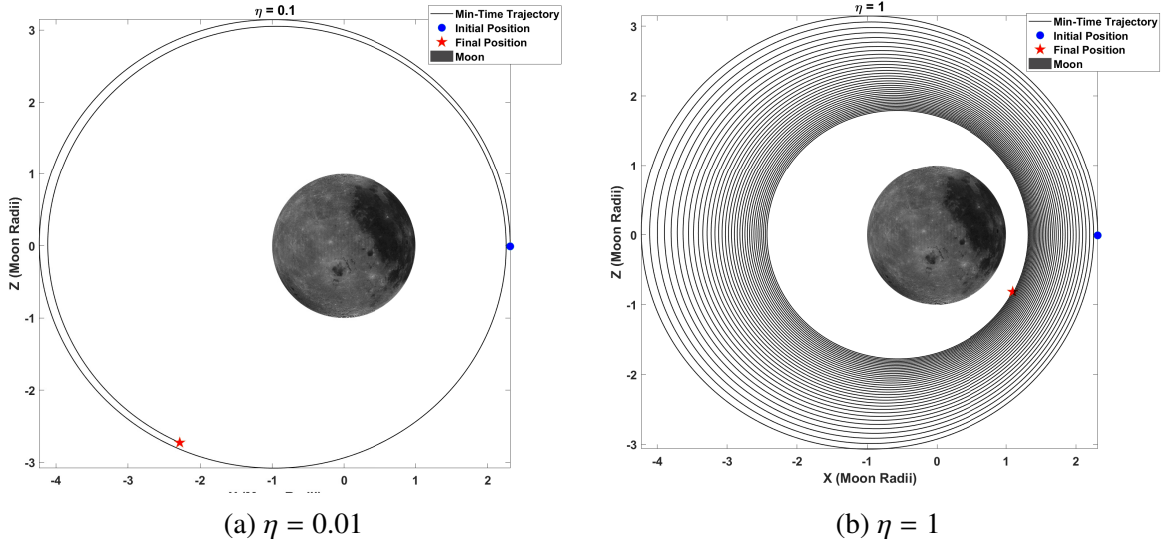 η = 0.1
Min-Time Trajectory
Initial Position
Final Position
Moon
3
2
1
0
-1
-2
-3
Z (Moon Radii)
-4
-3
-2
-1
0
1
2
(a) η = 0.01
η = 1
Min-Time Trajectory
Initial Position
Final Position
Moon
3
2
1
0
-1
-2
-3
Z (Moon Radii)
-4
-3
-2
-1
0
1
2
X (Moon Radii)
(b) η = 1